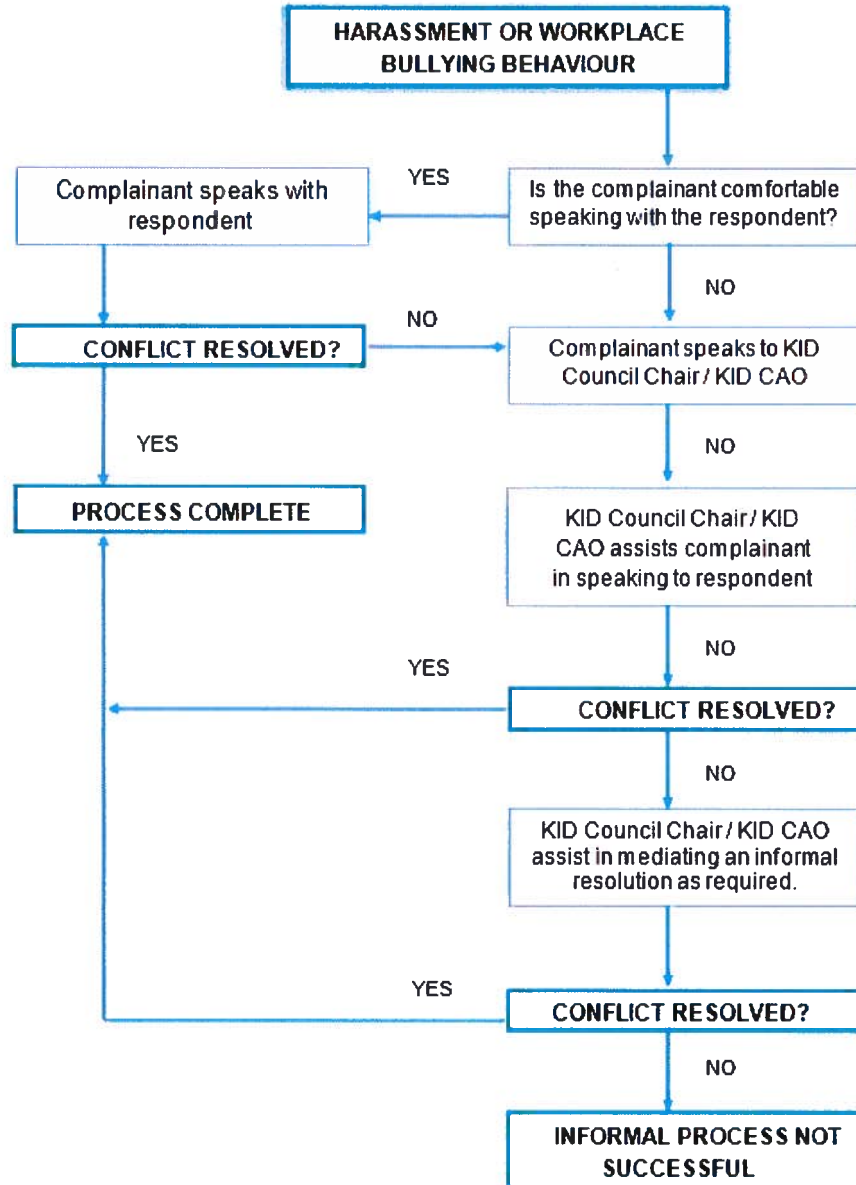 HARASSMENT OR WORKPLACE
BULLYING BEHAVIOUR
Complainant speaks with
respondent
YES
Is the complainant comfortable
speaking with the respondent?
NO
CONFLICT RESOLVED?
NO
Complainant speaks to KID
Council Chair / KID CAO
YES
NO
PROCESS COMPLETE
KID Council Chair / KID
CAO assists complainant
in speaking to respondent
NO
YES
CONFLICT RESOLVED?
NO
KID Council Chair / KID CAO
assist in mediating an informal
resolution as required.
YES
CONFLICT RESOLVED?
NO
INFORMAL PROCESS NOT
SUCCESSFUL